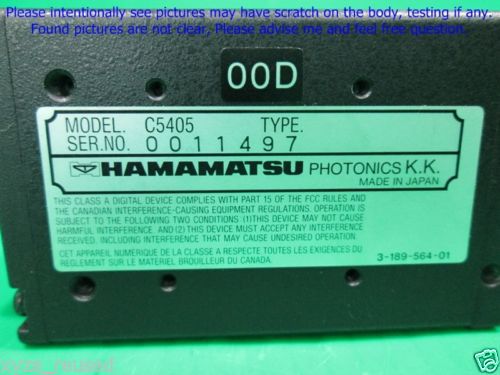 Please intentionally see pictures may have scratch on the body, testing if any.
Found pictures are not clear, Please advise me and feel free question.
00D
MODEL. C5405 TYPE.
SER.NO. 0011497
HAMAMATSU PHOTONICS K.K.
MADE IN JAPAN
THIS CLASS A DIGITAL DEVICE COMPLIES WITH PART 15 OF THE FCC RULES AND
THE CANADIAN INTERFERENCE-CAUSING EQUIPMENT REGULATIONS. OPERATION IS
SUBJECT TO THE FOLLOWING TWO CONDITIONS: (1) THIS DEVICE MAY NOT CAUSE
HARMFUL INTERFERENCE, AND (2) THIS DEVICE MUST ACCEPT ANY INTERFERENCE
RECEIVED, INCLUDING INTERFERENCE THAT MAY CAUSE UNDESIRED OPERATION.
CET APPAREIL NUMERIQUE DE LA CLASSE A RESPECTE TOUTES LES EXIGENCES DU
REGLEMENT SUR LE MATERIEL BROUILLEUR DU CANADA.
3-189-564-01
xyzs_reused